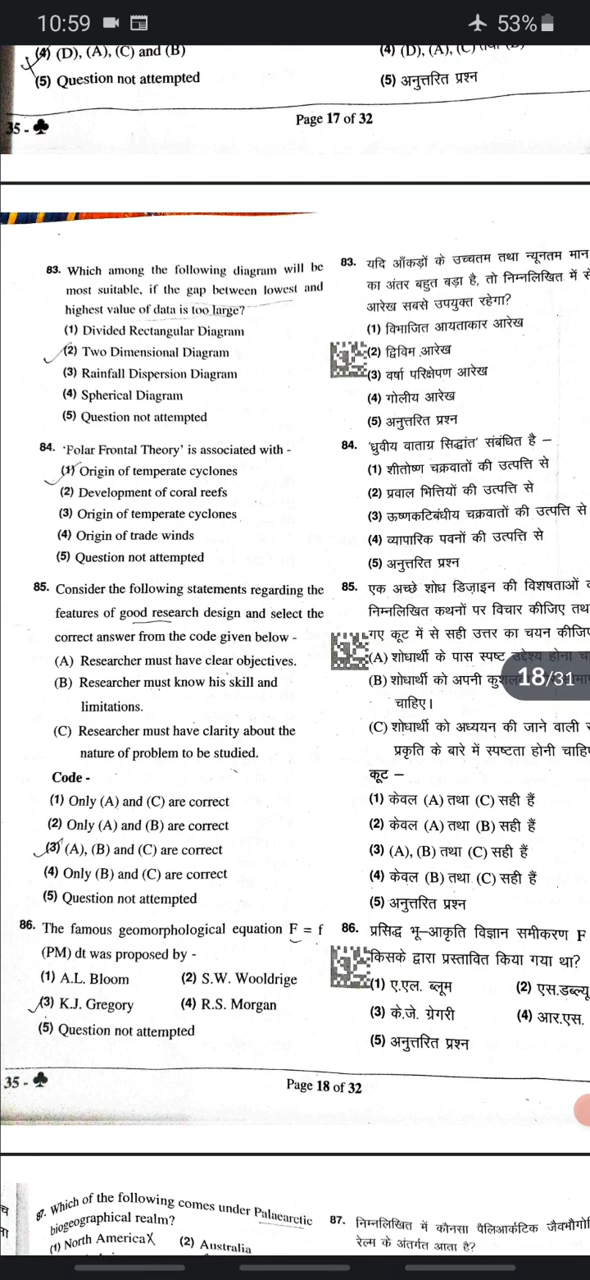 10:59
53%
(4) (D), (A), (C) and (B)
(4) (D), (A), (C)
(5) Question not attempted
(5) अनुत्तरित प्रश्न
35 - ♣
Page 17 of 32
83. Which among the following diagram will be
most suitable, if the gap between lowest and
highest value of data is too large?
(1) Divided Rectangular Diagram
(2) Two Dimensional Diagram
(3) Rainfall Dispersion Diagram
(4) Spherical Diagram
(5) Question not attempted
84. ‘Polar Frontal Theory’ is associated with -
(1) Origin of temperate cyclones
(2) Development of coral reefs
(3) Origin of temperate cyclones
(4) Origin of trade winds
(5) Question not attempted
85. Consider the following statements regarding the
features of good research design and select the
correct answer from the code given below -
(A) Researcher must have clear objectives.
(B) Researcher must know his skill and
limitations.
(C) Researcher must have clarity about the
nature of problem to be studied.
Code -
(1) Only (A) and (C) are correct
(2) Only (A) and (B) are correct
(3) (A), (B) and (C) are correct
(4) Only (B) and (C) are correct
(5) Question not attempted
86. The famous geomorphological equation F = f
(PM) dt was proposed by -
(1) A.L. Bloom (2) S.W. Wooldrige
(3) K.J. Gregory (4) R.S. Morgan
(5) Question not attempted
83. यदि आँकड़ों के उच्चतम तथा न्यूनतम मान
का अंतर बहुत बड़ा है, तो निम्नलिखित में से
आरेख सबसे उपयुक्त रहेगा?
(1) विभाजित आयताकार आरेख
(2) द्विविम आरेख
(3) वर्षा परिक्षेपण आरेख
(4) गोलीय आरेख
(5) अनुत्तरित प्रश्न
84. ‘ध्रुवीय वाताग्र सिद्धांत’ संबंधित है –
(1) शीतोष्ण चक्रवातों की उत्पत्ति से
(2) प्रवाल भित्तियों की उत्पत्ति से
(3) ऊष्णकटिबंधीय चक्रवातों की उत्पत्ति से
(4) व्यापारिक पवनों की उत्पत्ति से
(5) अनुत्तरित प्रश्न
85. एक अच्छे शोध डिज़ाइन की विशषताओं
निम्नलिखित कथनों पर विचार कीजिए तथ
गए कूट में से सही उत्तर का चयन कीजि
(A) शोधार्थी के पास स्पष्ट उद्देश्य होना
(B) शोधार्थी को अपनी
18/31
चाहिए।
(C) शोधार्थी को अध्ययन की जाने वाली
प्रकृति के बारे में स्पष्टता होनी चाहि
कूट –
(1) केवल (A) तथा (C) सही हैं
(2) केवल (A) तथा (B) सही हैं
(3) (A), (B) तथा (C) सही हैं
(4) केवल (B) तथा (C) सही हैं
(5) अनुत्तरित प्रश्न
86. प्रसिद्ध भू–आकृति विज्ञान समीकरण F
किसके द्वारा प्रस्तावित किया गया था?
(1) ए.एल. ब्लूम (2) एस.डब्ल्यू
(3) के.जे. ग्रेगरी (4) आर.एस.
(5) अनुत्तरित प्रश्न
35 - ♣
Page 18 of 32
87. Which of the following comes under Palaearctic
biogeographical realm?
(1) North America X (2) Australia
87. निम्नलिखित में कौनसा पैलिआर्कटिक जैवभौगो
रेल्म के अंतर्गत आता है?